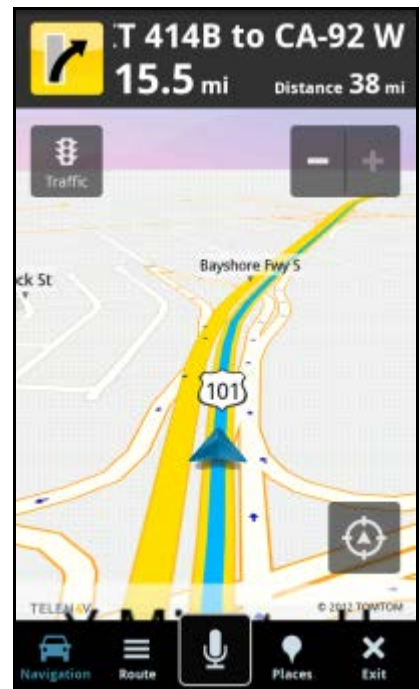 :T 414B to CA-92 W
15.5 mi Distance 38 mi
Traffic
Bayshore Fwy S
ck St
101
TELENAV © 2012 TOMTOM
Navigation Route Places Exit